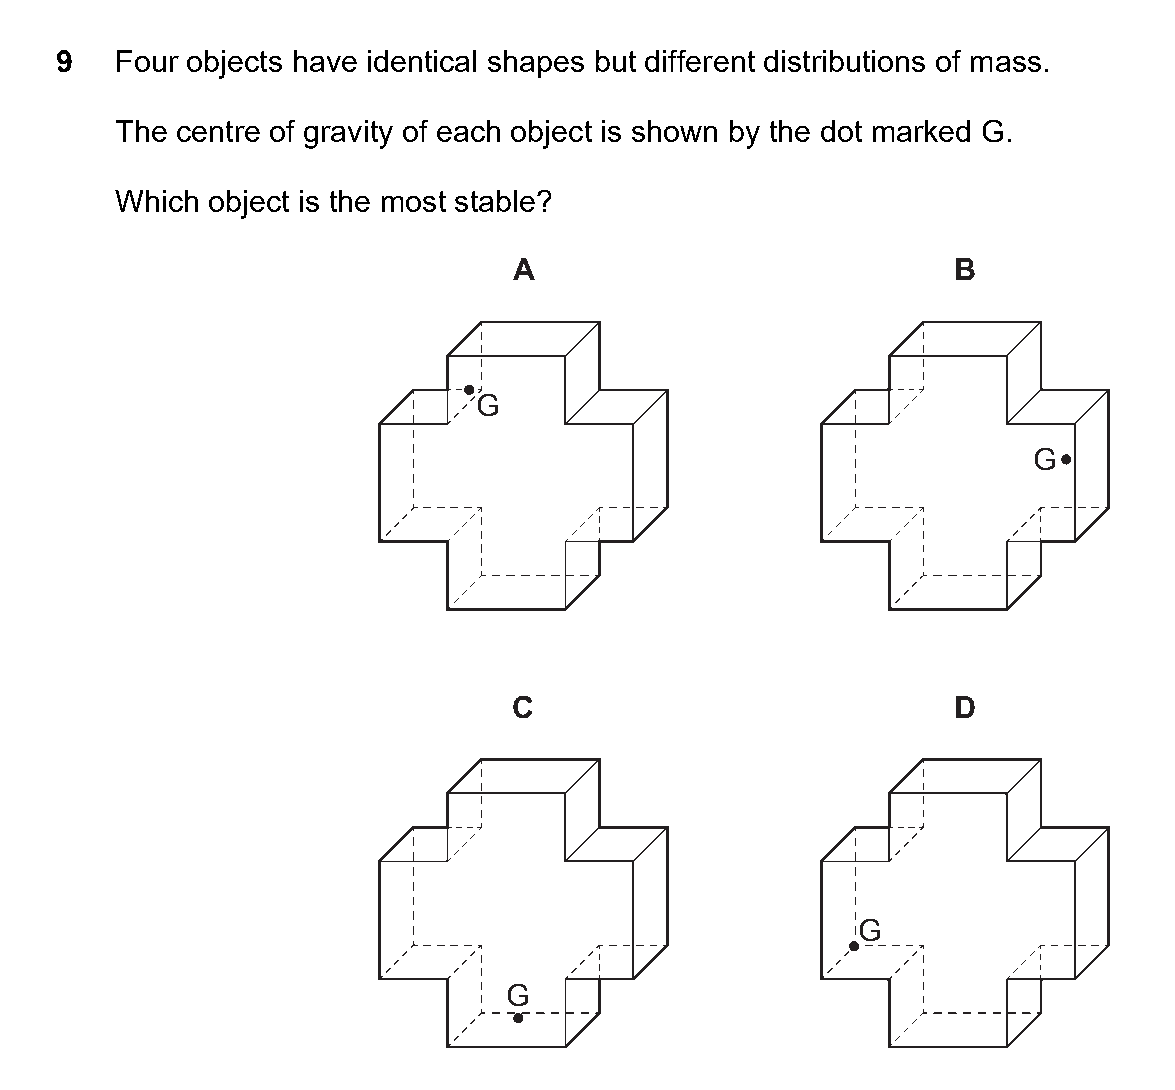 9 Four objects have identical shapes but different distributions of mass.
The centre of gravity of each object is shown by the dot marked G.
Which object is the most stable?
A B
G
G
C D
G
G